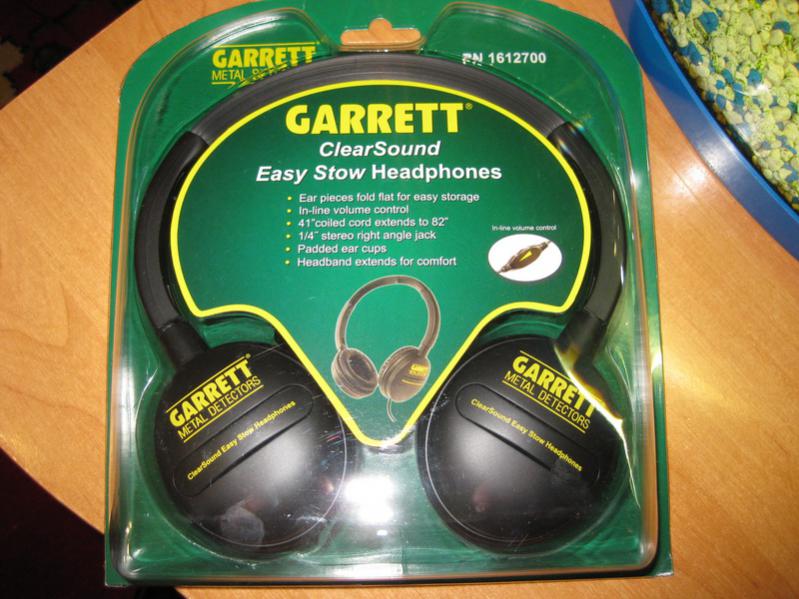 GARRETT
METAL DE
PN 1612700
GARRETT®
ClearSound
Easy Stow Headphones
• Ear pieces fold flat for easy storage
• In-line volume control
• 41"coiled cord extends to 82"
• 1/4" stereo right angle jack
• Padded ear cups
• Headband extends for comfort
In-line volume control
GARRETT®
METAL DETECTORS
ClearSound Easy Stow Headphones
GARRETT
METAL DETECTORS
ClearSound Easy Stow Headphones